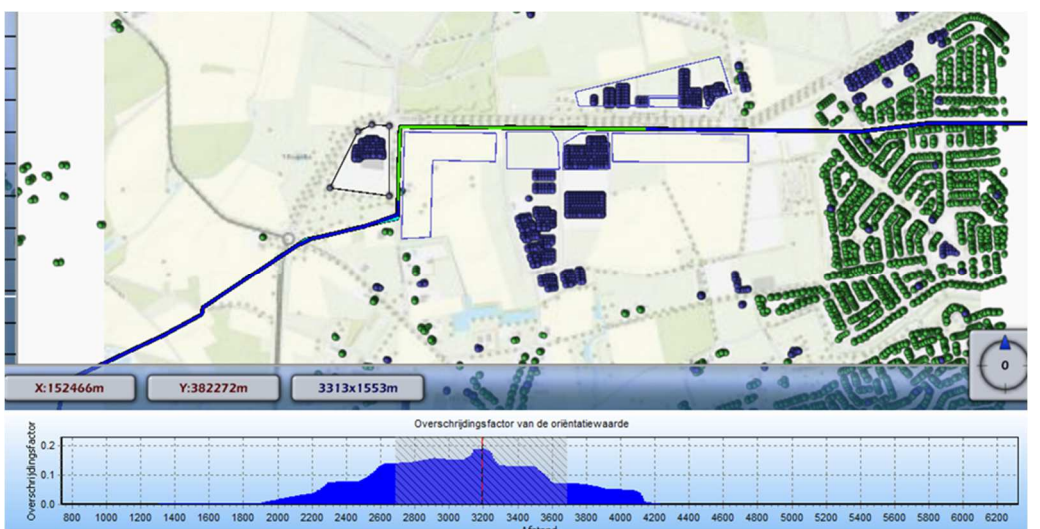 X:152466m
Y:382272m
3313x1553m
0
Overschrijdingsfactor van de oriëntatiewaarde
Overschrijdingsfactor
0.2
0.1
0.0
800 1000 1200 1400 1600 1800 2000 2200 2400 2600 2800 3000 3200 3400 3600 3800 4000 4200 4400 4600 4800 5000 5200 5400 5600 5800 6000 6200
Afstand